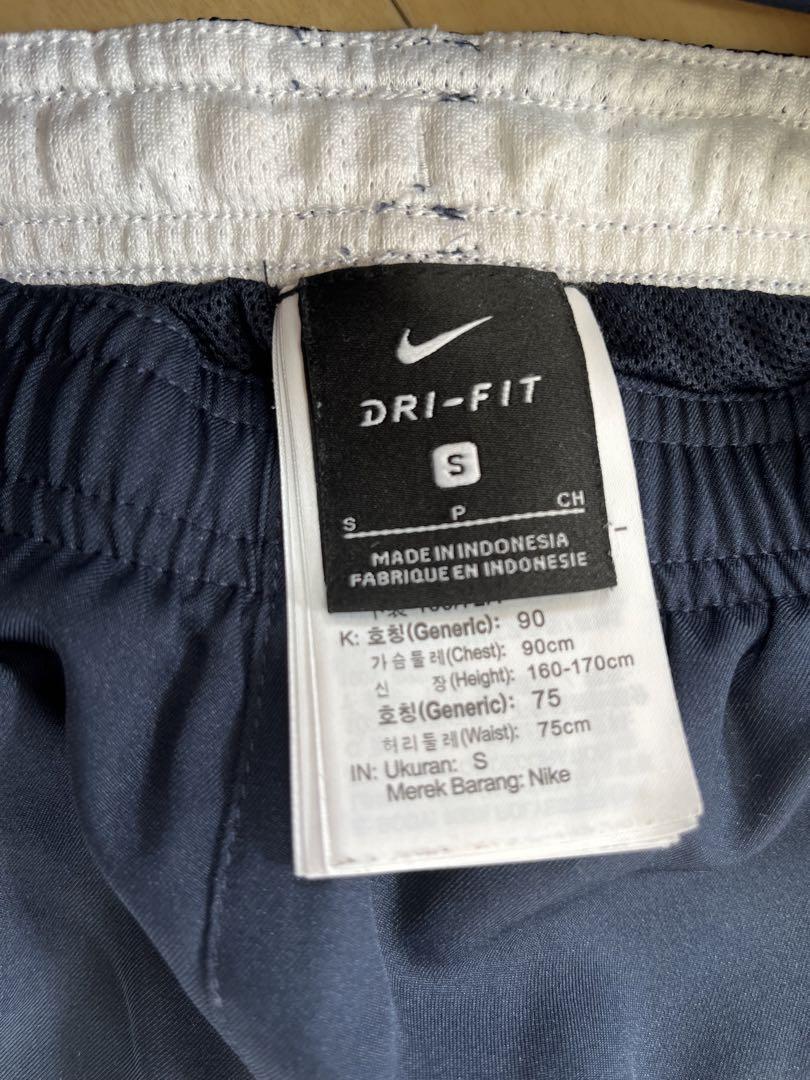 DRI-FIT
S
S P CH
MADE IN INDONESIA
FABRIQUE EN INDONESIE
K: 호칭(Generic): 90
가슴둘레(Chest): 90cm
신 장(Height): 160-170cm
호칭(Generic): 75
허리둘레(Waist): 75cm
IN: Ukuran: S
Merek Barang: Nike